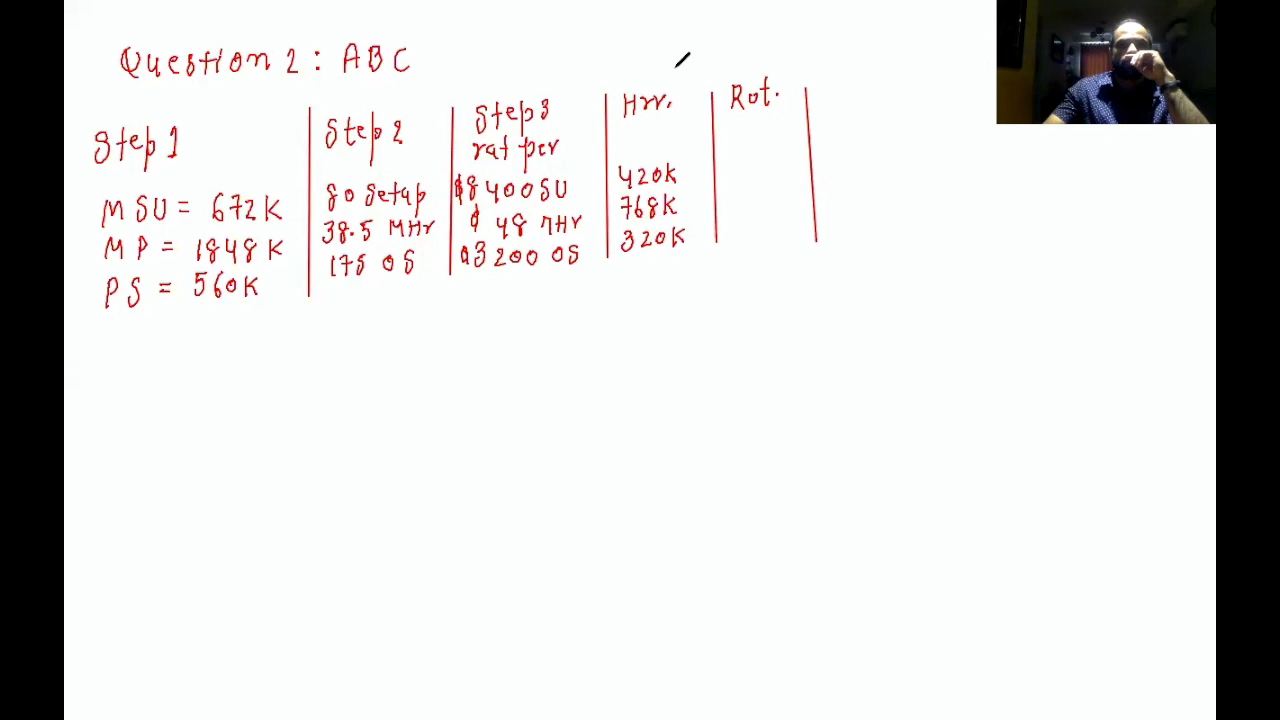 Question 2 : ABC
Step 1
MSU = 672K
MP = 1848K
PS = 560K
Step 2
80 Setup
38.5 MHr
175 OS
Step 3
rat per
$8400 SU
$ 48 MHr
$3200 OS
Hrr.
420K
768K
320K
Rot.